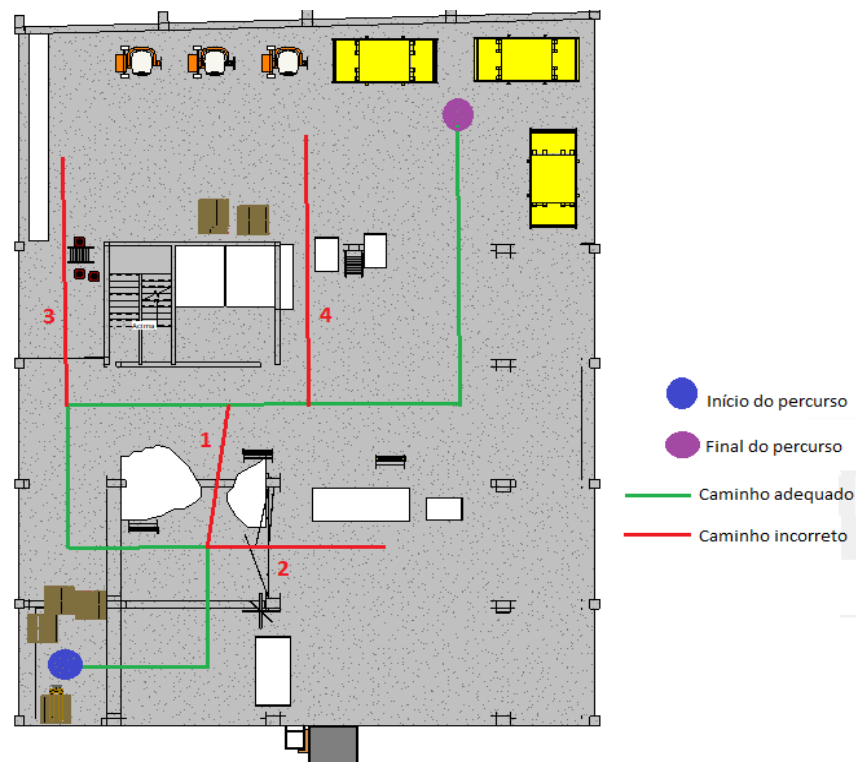 3
4
Acima
1
2
Início do percurso
Final do percurso
Caminho adequado
Caminho incorreto